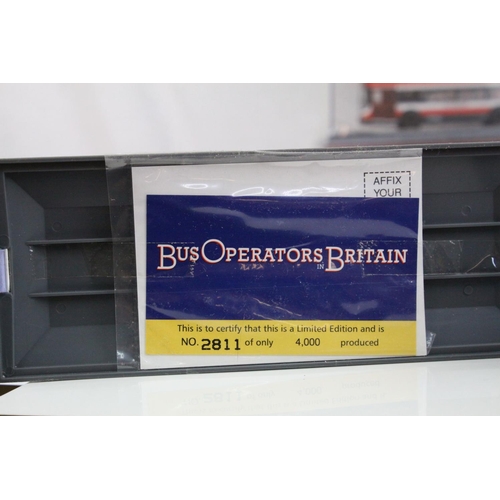 AFFIX
YOUR
BUS OPERATORS IN BRITAIN
This is to certify that this is a Limited Edition and is
NO. 2811 of only 4,000 produced